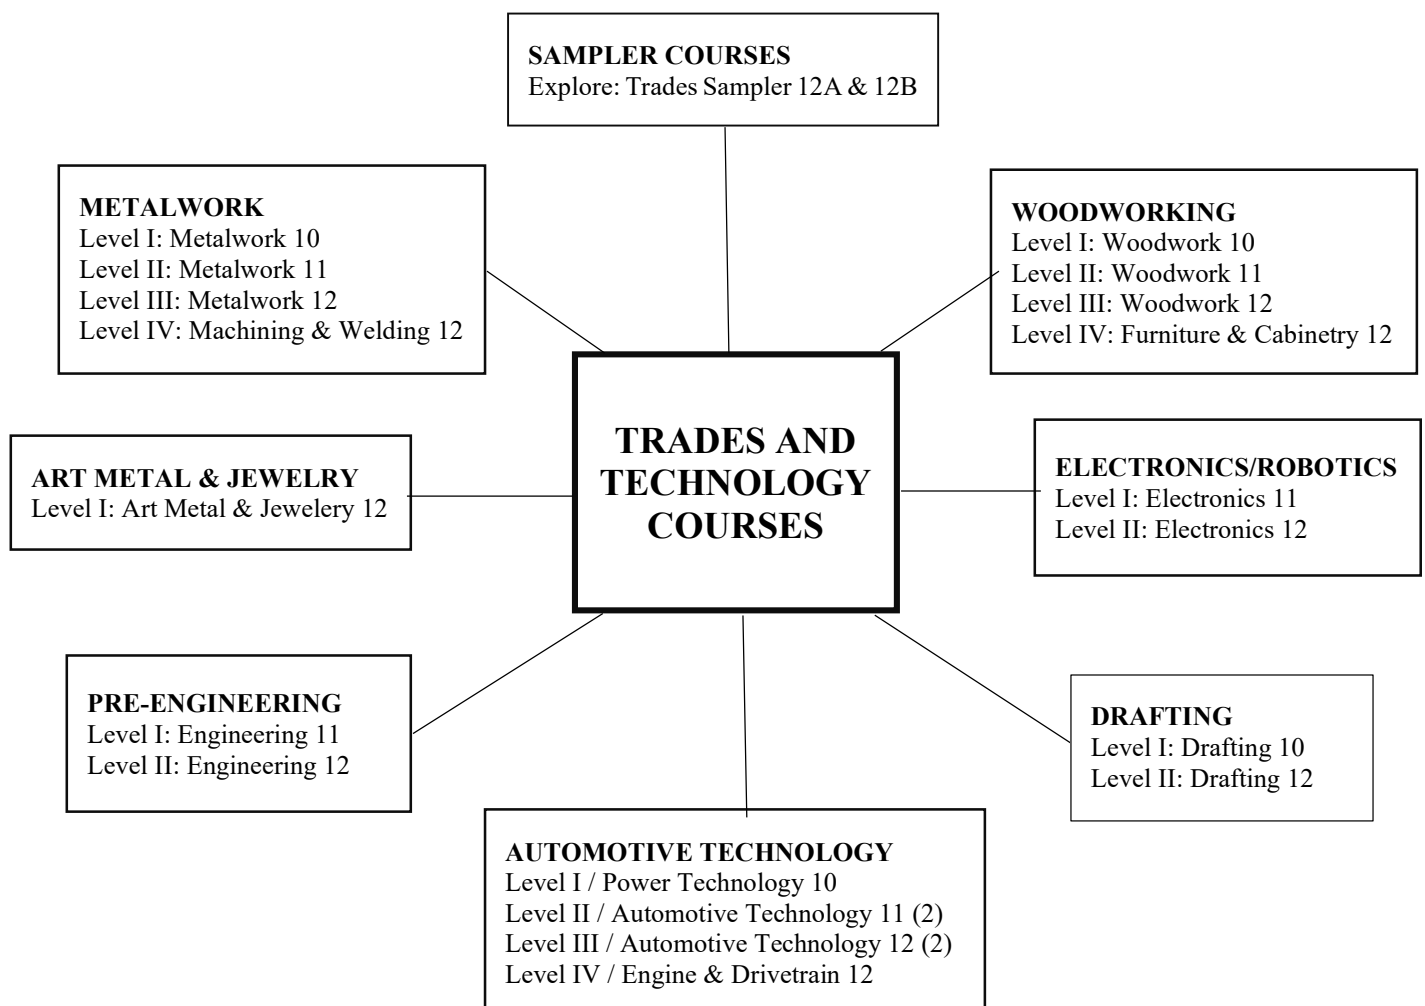 SAMPLER COURSES
Explore: Trades Sampler 12A & 12B
METALWORK
Level I: Metalwork 10
Level II: Metalwork 11
Level III: Metalwork 12
Level IV: Machining & Welding 12
WOODWORKING
Level I: Woodwork 10
Level II: Woodwork 11
Level III: Woodwork 12
Level IV: Furniture & Cabinetry 12
TRADES AND
TECHNOLOGY
COURSES
ART METAL & JEWELRY
Level I: Art Metal & Jewelery 12
ELECTRONICS/ROBOTICS
Level I: Electronics 11
Level II: Electronics 12
PRE-ENGINEERING
Level I: Engineering 11
Level II: Engineering 12
DRAFTING
Level I: Drafting 10
Level II: Drafting 12
AUTOMOTIVE TECHNOLOGY
Level I / Power Technology 10
Level II / Automotive Technology 11 (2)
Level III / Automotive Technology 12 (2)
Level IV / Engine & Drivetrain 12